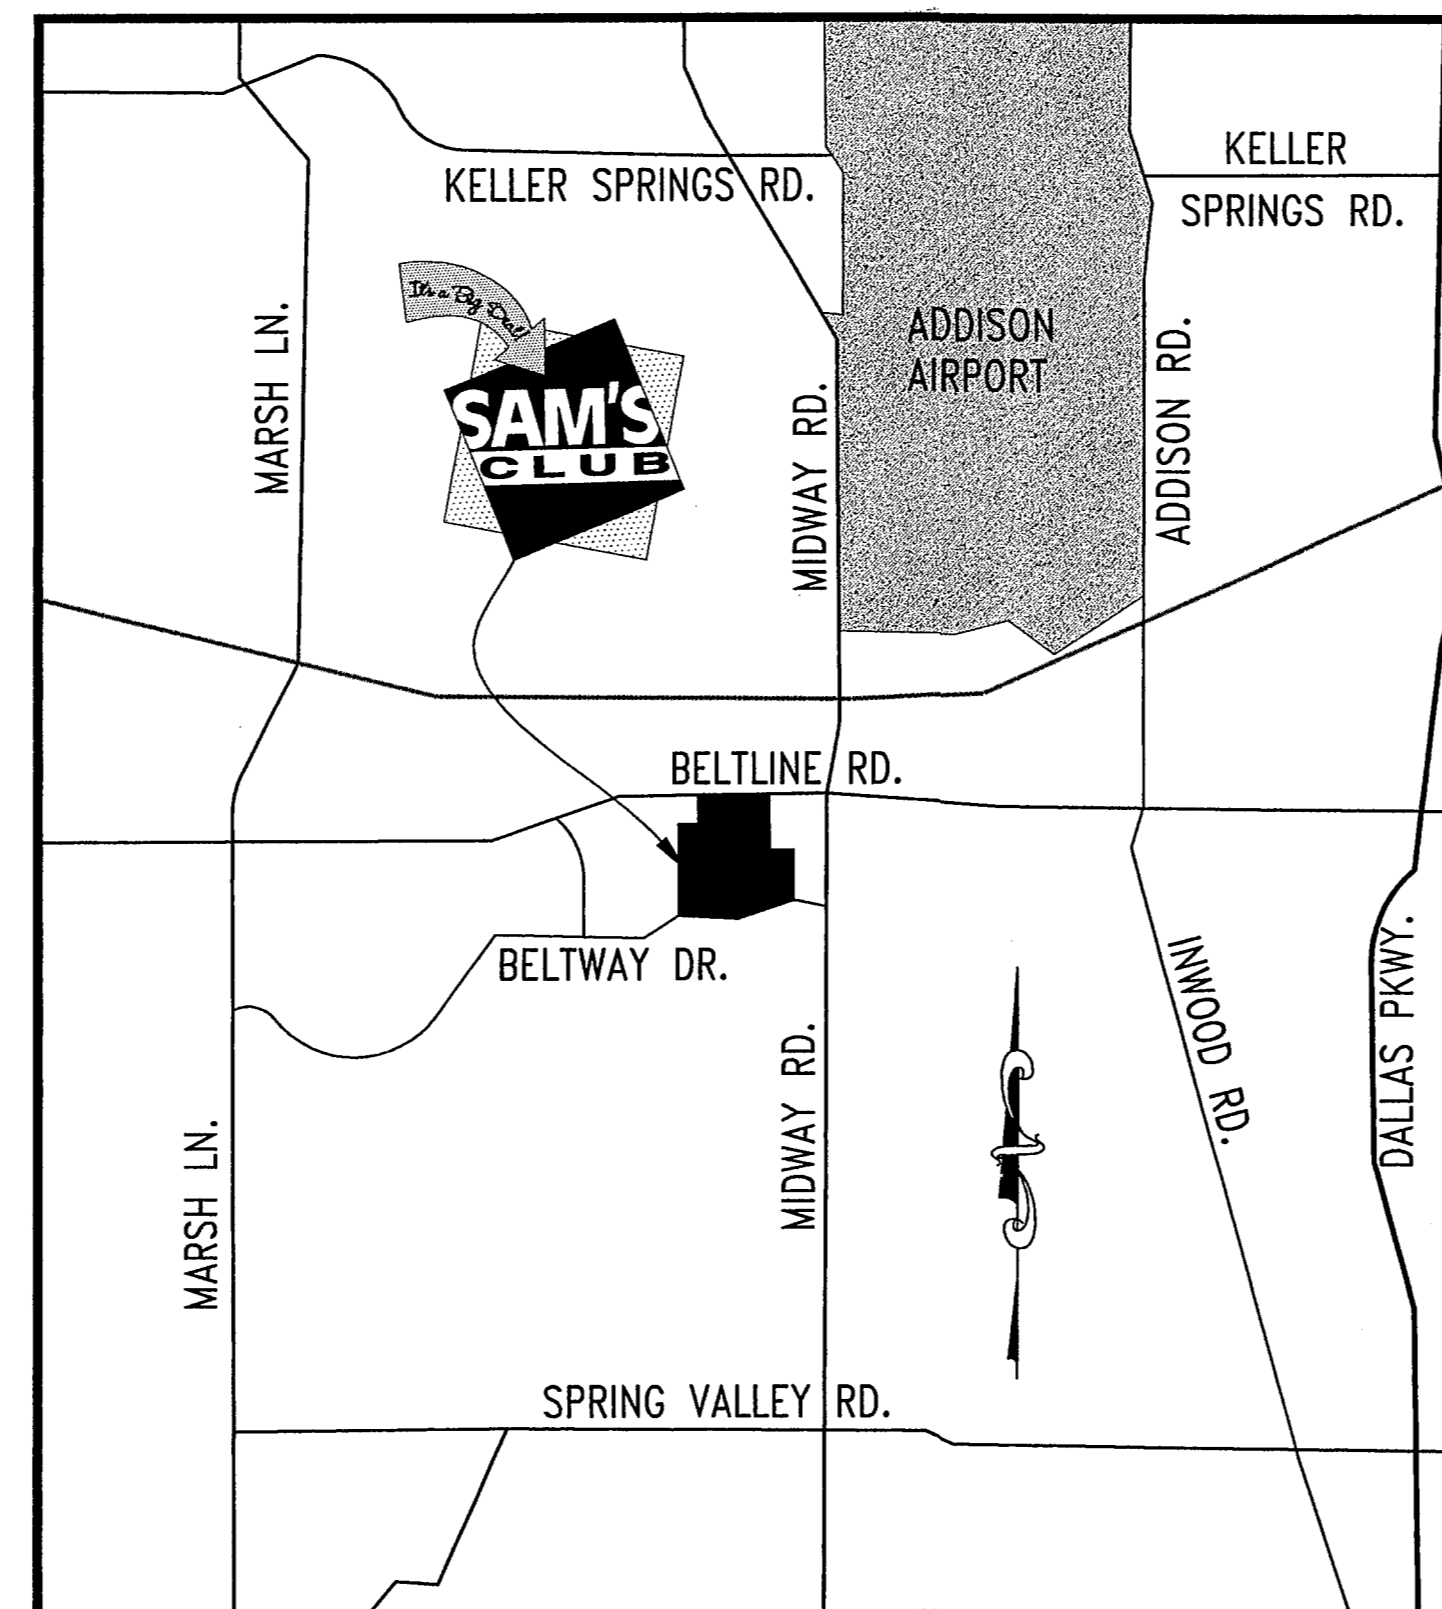 KELLER
SPRINGS RD.
KELLER SPRINGS RD.
It's a Big Deal!
SAM'S
CLUB
MARSH LN.
MIDWAY RD.
ADDISON
AIRPORT
ADDISON RD.
BELTLINE RD.
BELTWAY DR.
INWOOD RD.
DALLAS PKWY.
MIDWAY RD.
MARSH LN.
SPRING VALLEY RD.